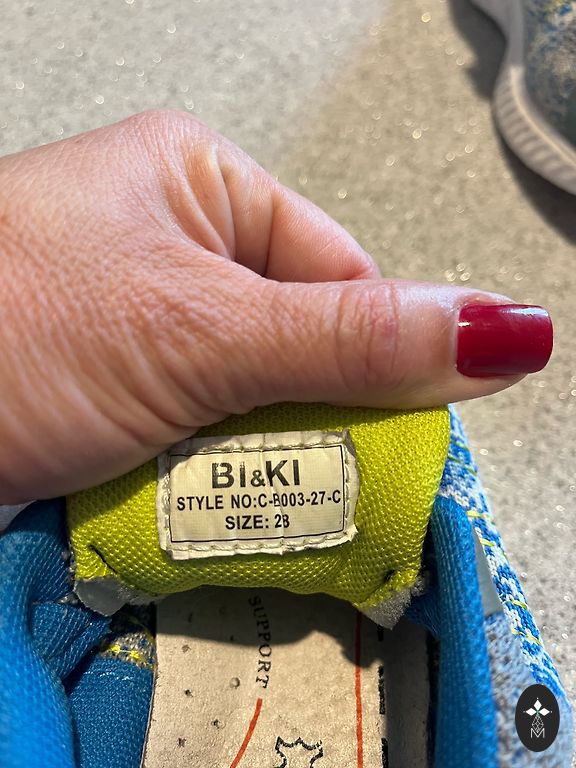 BI&KI
STYLE NO:C-B003-27-C
SIZE: 28
SUPPORT
M